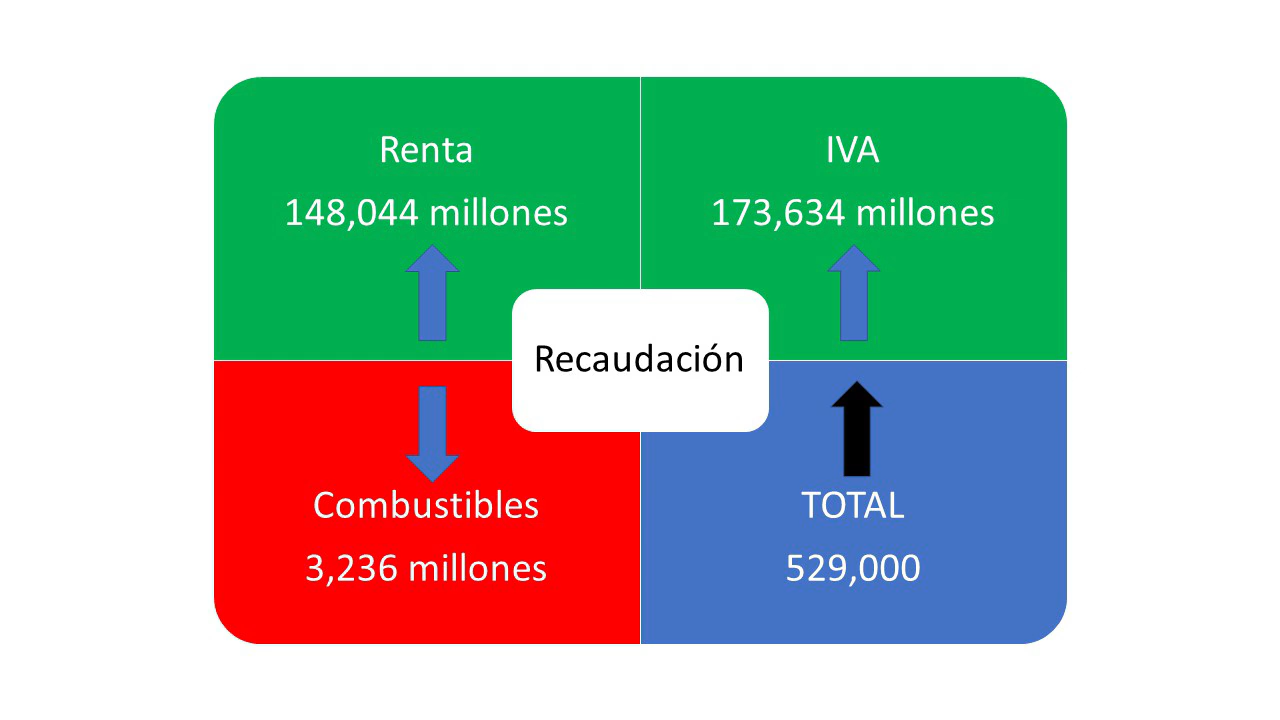 Renta
148,044 millones
IVA
173,634 millones
Recaudación
Combustibles
3,236 millones
TOTAL
529,000